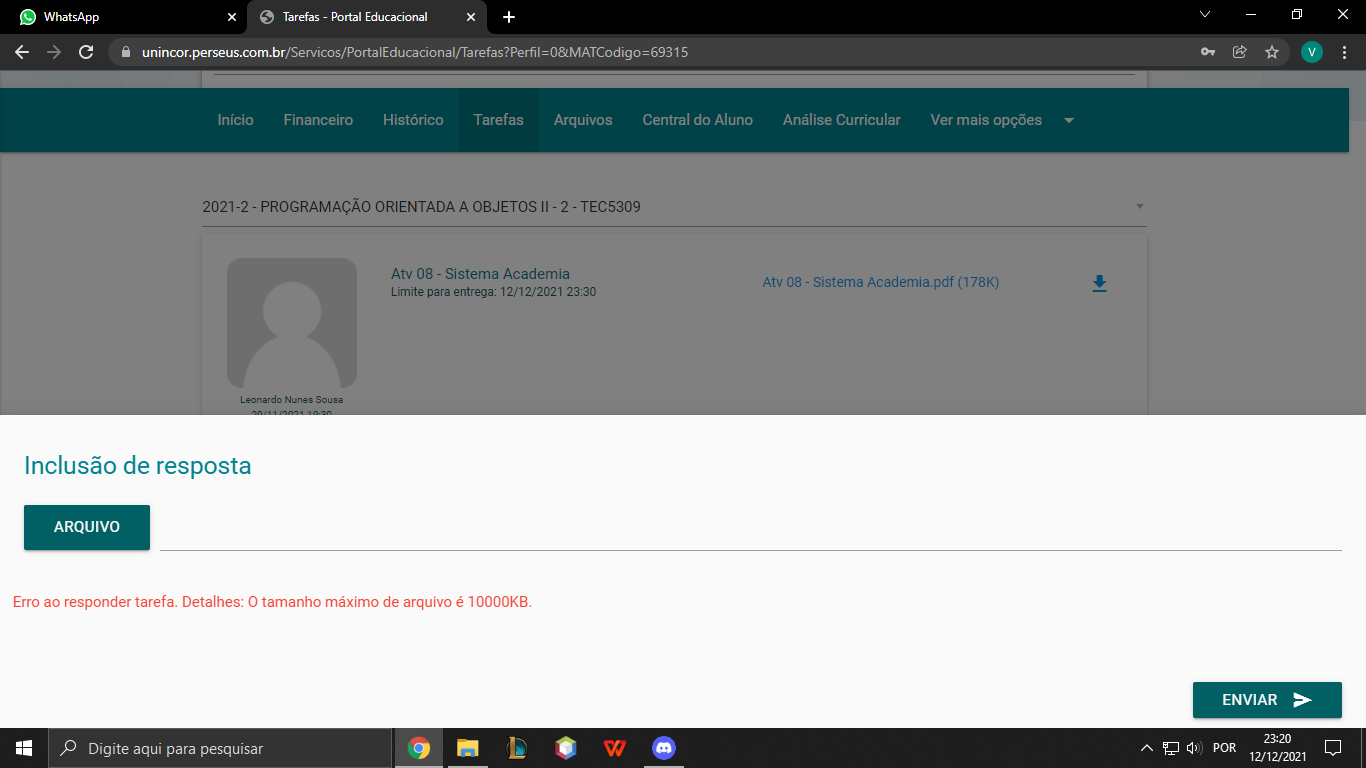 WhatsApp
Tarefas - Portal Educacional
unincor.perseus.com.br/Servicos/PortalEducacional/Tarefas?Perfil=0&MATCodigo=69315
V
Início Financeiro Histórico Tarefas Arquivos Central do Aluno Análise Curricular Ver mais opções
2021-2 - PROGRAMAÇÃO ORIENTADA A OBJETOS II - 2 - TEC5309
Atv 08 - Sistema Academia
Limite para entrega: 12/12/2021 23:30
Atv 08 - Sistema Academia.pdf (178K)
Leonardo Nunes Sousa
29/11/2021 19:30
Inclusão de resposta
ARQUIVO
Erro ao responder tarefa. Detalhes: O tamanho máximo de arquivo é 10000KB.
ENVIAR
Digite aqui para pesquisar
POR
23:20
12/12/2021